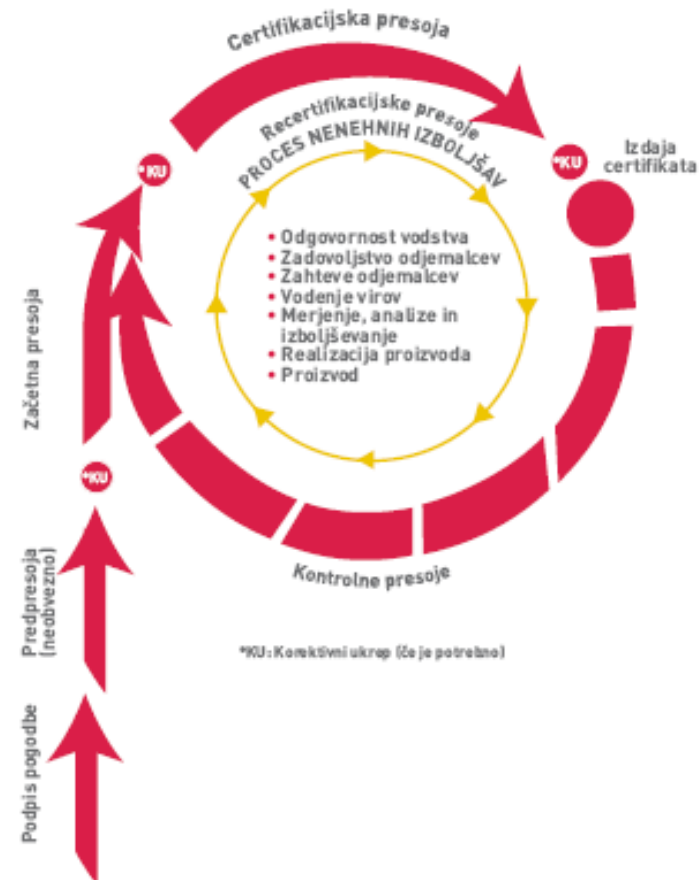 Certifikacijska presoja
Recertifikacijske presoje
PROCES NENEHNIH IZBOLJŠAV
*KU
*KU
Izdaja
certifikata
• Odgovornost vodstva
• Zadovoljstvo odjemalcev
• Zahteve odjemalcev
• Vodenje virov
• Merjenje, analize in
izboljševanje
• Realizacija proizvoda
• Proizvod
Začetna presoja
*KU
Kontrolne presoje
Predpresoja
(neobvezno)
*KU: Korektivni ukrep (če je potrebno)
Podpis pogodbe